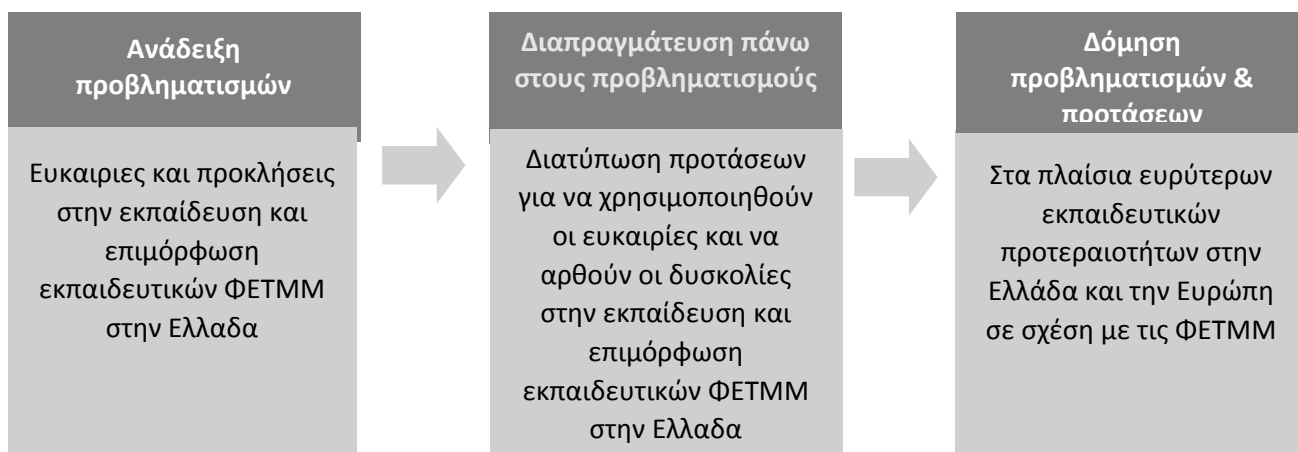 Ανάδειξη
προβληματισμών
Ευκαιριες και προκλήσεις
στην εκπαίδευση και
επιμόρφωση
εκπαιδευτικών ΦΕΤΜΜ
στην Ελλαδα
Διαπραγμάτευση πάνω
στους προβληματισμούς
Διατύπωση προτάσεων
για να χρησιμοποιηθούν
οι ευκαιρίες και να
αρθούν οι δυσκολίες
στην εκπαίδευση και
επιμόρφωση
εκπαιδευτικών ΦΕΤΜΜ
στην Ελλαδα
Δόμηση
προβληματισμών &
προτάσεων
Στα πλαίσια ευρύτερων
εκπαιδευτικών
προτεραιοτήτων στην
Ελλάδα και την Ευρώπη
σε σχέση με τις ΦΕΤΜΜ